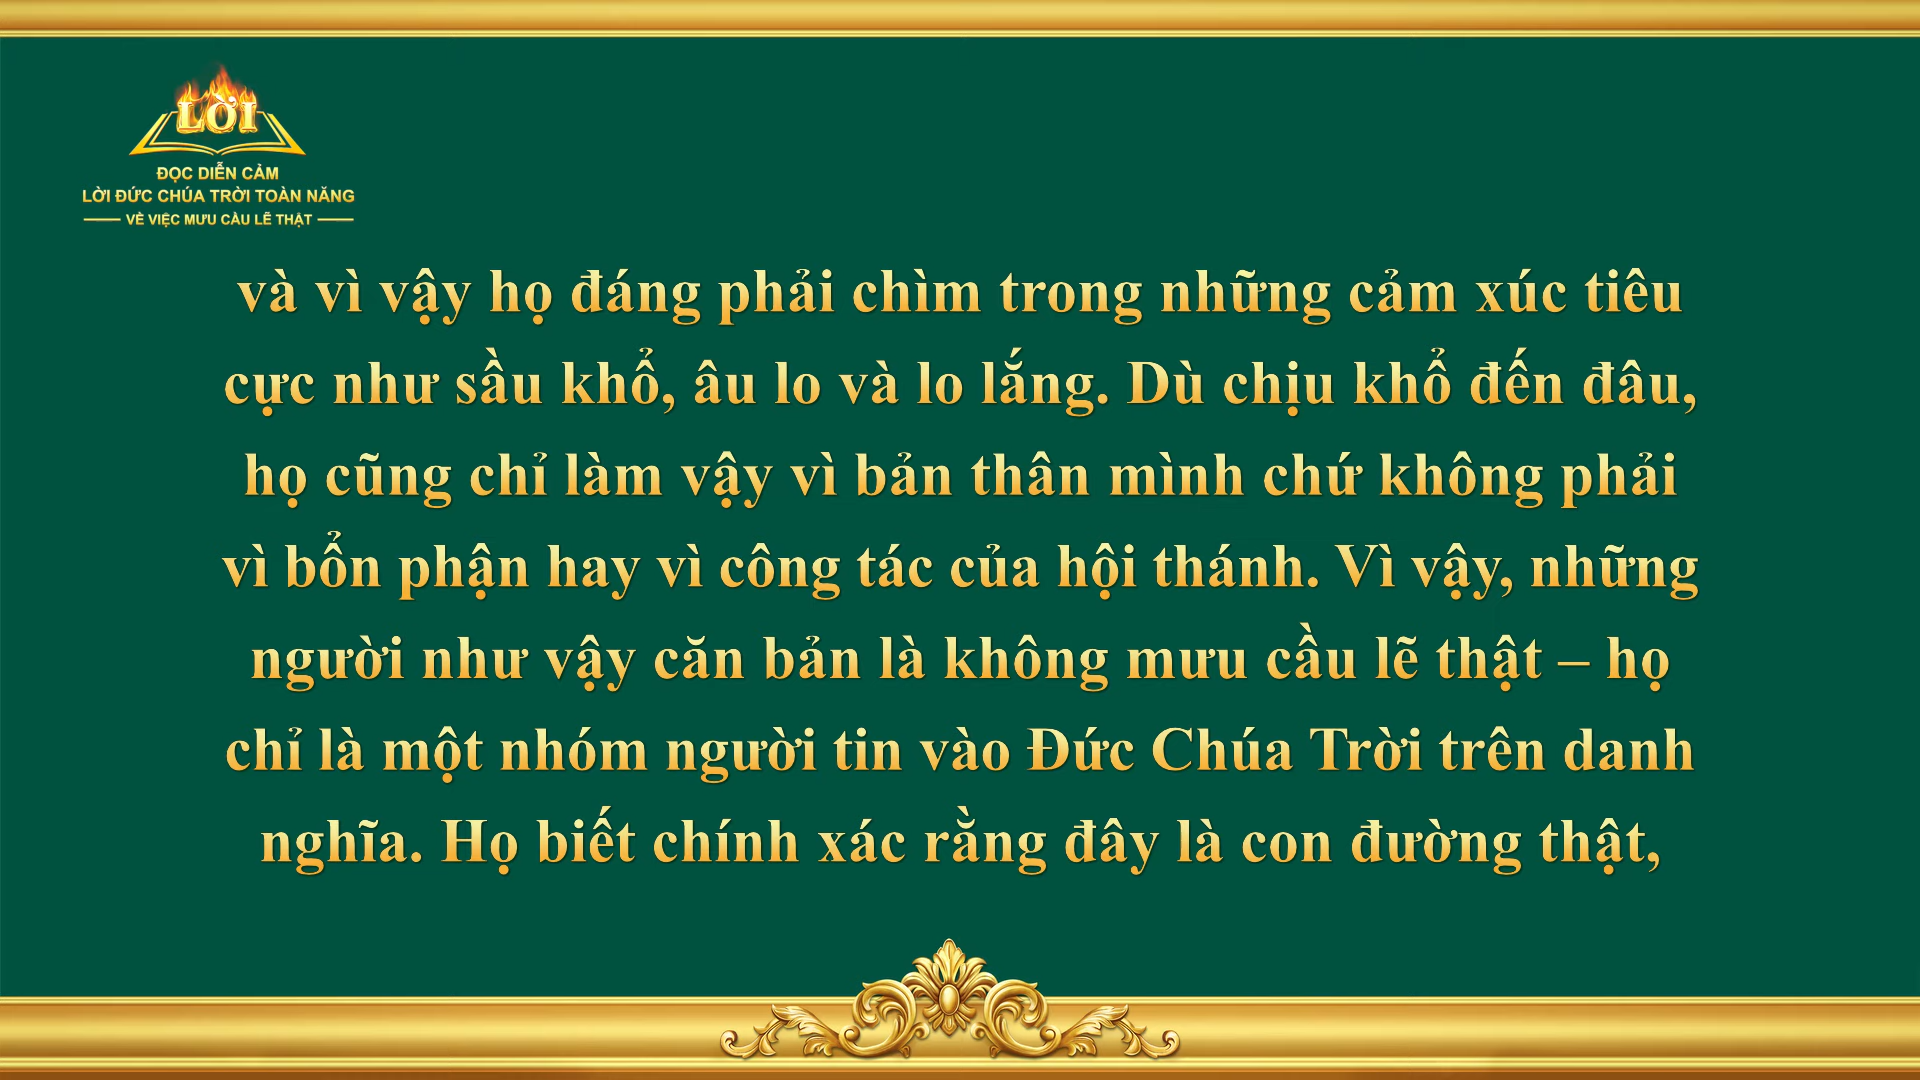 LỜI
ĐỌC DIỄN CẢM
LỜI ĐỨC CHÚA TRỜI TOÀN NĂNG
VỀ VIỆC MƯU CẦU LẼ THẬT
và vì vậy họ đáng phải chìm trong những cảm xúc tiêu
cực như sầu khổ, âu lo và lo lắng. Dù chịu khổ đến đâu,
họ cũng chỉ làm vậy vì bản thân mình chứ không phải
vì bổn phận hay vì công tác của hội thánh. Vì vậy, những
người như vậy căn bản là không mưu cầu lẽ thật – họ
chỉ là một nhóm người tin vào Đức Chúa Trời trên danh
nghĩa. Họ biết chính xác rằng đây là con đường thật,